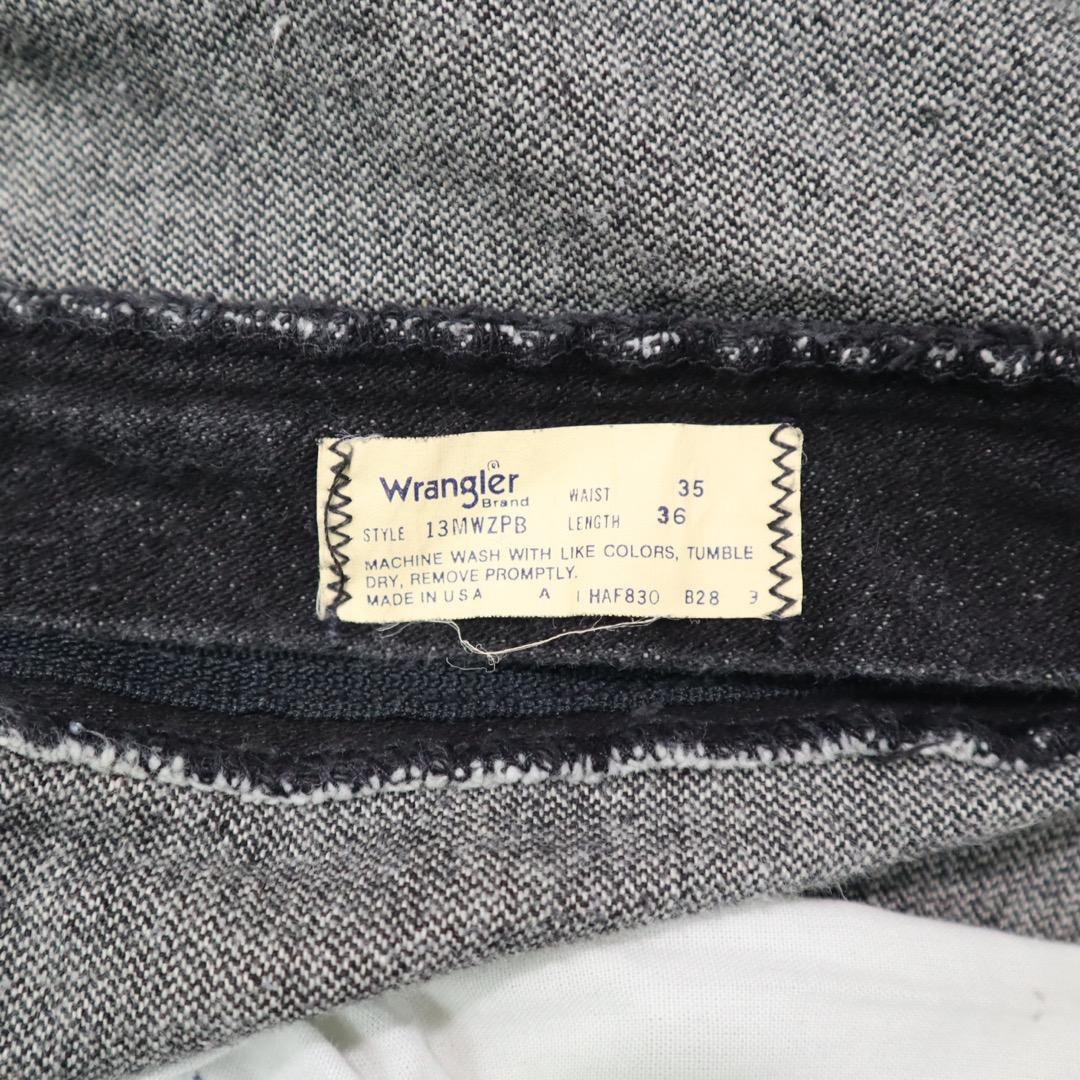 Wrangler®
Brand
WAIST 35
STYLE 13MWZPB LENGTH 36
MACHINE WASH WITH LIKE COLORS, TUMBLE
DRY, REMOVE PROMPTLY.
MADE IN USA A I HAF830 B28